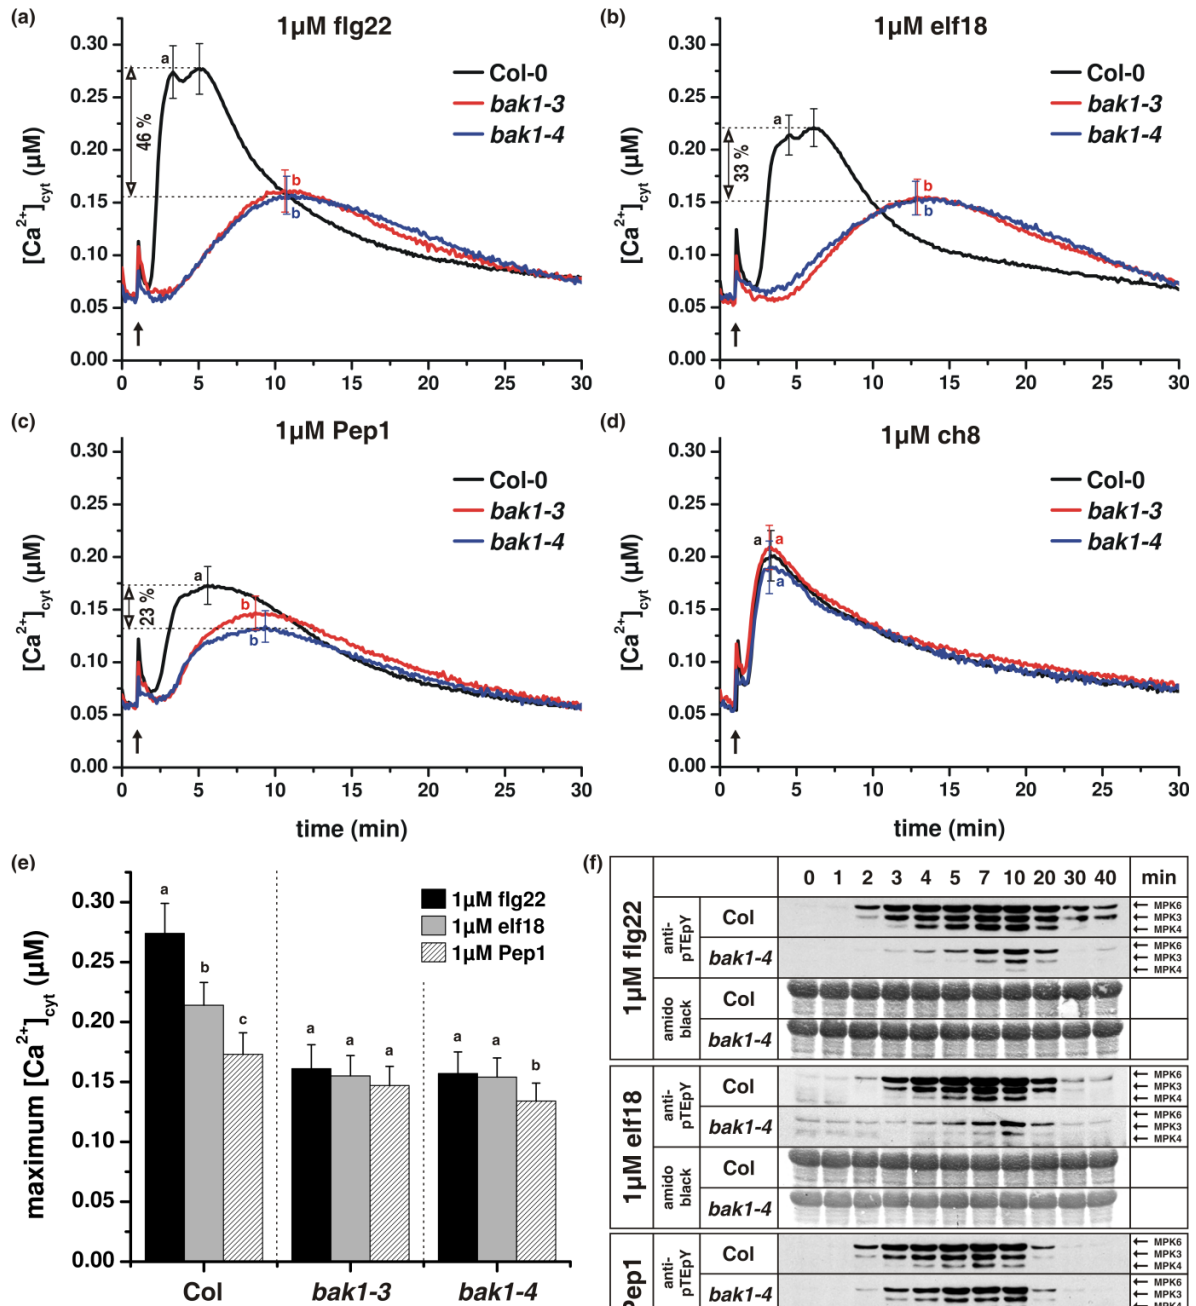 (a)
1µM flg22
0.30
0.25
0.20
0.15
0.10
0.05
0.00
[Ca2+]cyt (µM)
46 %
a
b
b
Col-0
bak1-3
bak1-4
0 5 10 15 20 25 30
(b)
1µM elf18
0.30
0.25
0.20
0.15
0.10
0.05
0.00
[Ca2+]cyt (µM)
33 %
a
b
b
Col-0
bak1-3
bak1-4
0 5 10 15 20 25 30
(c)
1µM Pep1
0.30
0.25
0.20
0.15
0.10
0.05
0.00
[Ca2+]cyt (µM)
23 %
a
b
b
Col-0
bak1-3
bak1-4
0 5 10 15 20 25 30
time (min)
(d)
1µM ch8
0.30
0.25
0.20
0.15
0.10
0.05
0.00
[Ca2+]cyt (µM)
a a
a
Col-0
bak1-3
bak1-4
0 5 10 15 20 25 30
time (min)
(e)
0.30
0.25
0.20
0.15
0.10
0.05
0.00
maximum [Ca2+]cyt (µM)
1µM flg22
1µM elf18
1µM Pep1
a b c
a a a
a a b
Col bak1-3 bak1-4
(f)
0 1 2 3 4 5 7 10 20 30 40 min
1µM flg22
anti-
pTEpY
Col
MPK6
MPK3
MPK4
bak1-4
MPK6
MPK3
MPK4
amido
black
Col
bak1-4
1µM elf18
anti-
pTEpY
Col
MPK6
MPK3
MPK4
bak1-4
MPK6
MPK3
MPK4
amido
black
Col
bak1-4
Pep1
anti-
pTEpY
Col
MPK6
MPK3
MPK4
bak1-4
MPK6
MPK3